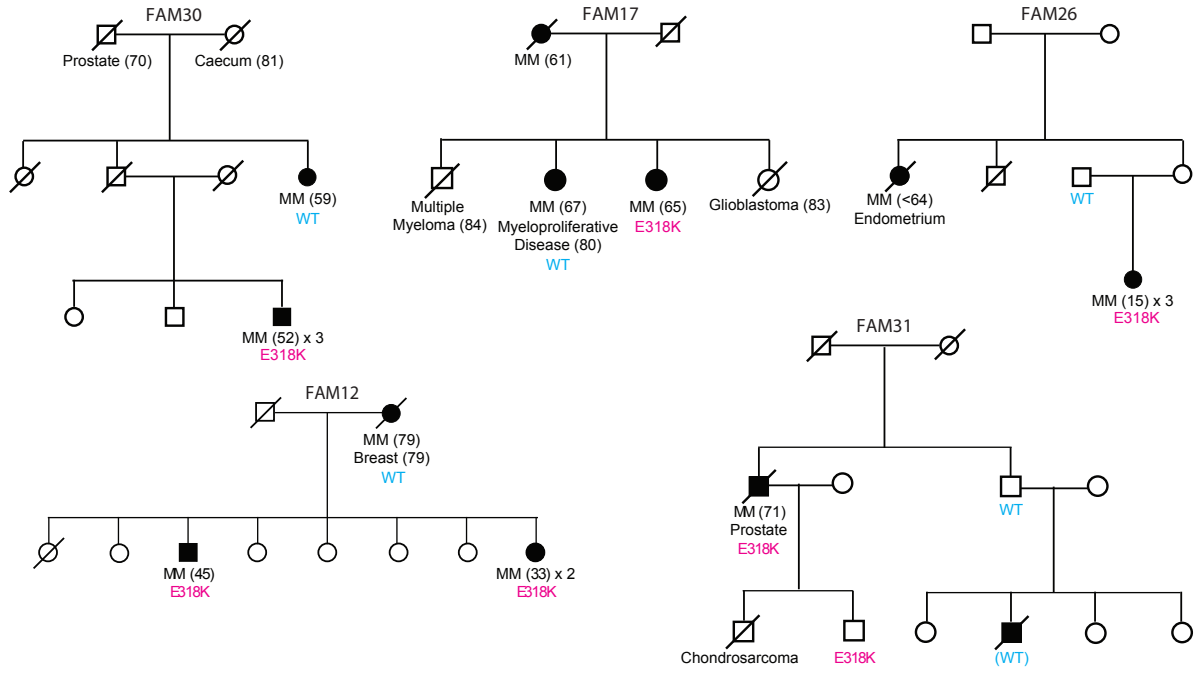 FAM30
Prostate (70)
Caecum (81)
MM (59)
WT
MM (52) x 3
E318K
FAM17
MM (61)
Multiple
Myeloma (84)
MM (67)
Myeloproliferative
Disease (80)
WT
MM (65)
E318K
Glioblastoma (83)
FAM26
MM (<64)
Endometrium
WT
MM (15) x 3
E318K
FAM12
MM (79)
Breast (79)
WT
MM (45)
E318K
MM (33) x 2
E318K
FAM31
MM (71)
Prostate
E318K
WT
Chondrosarcoma
E318K
(WT)